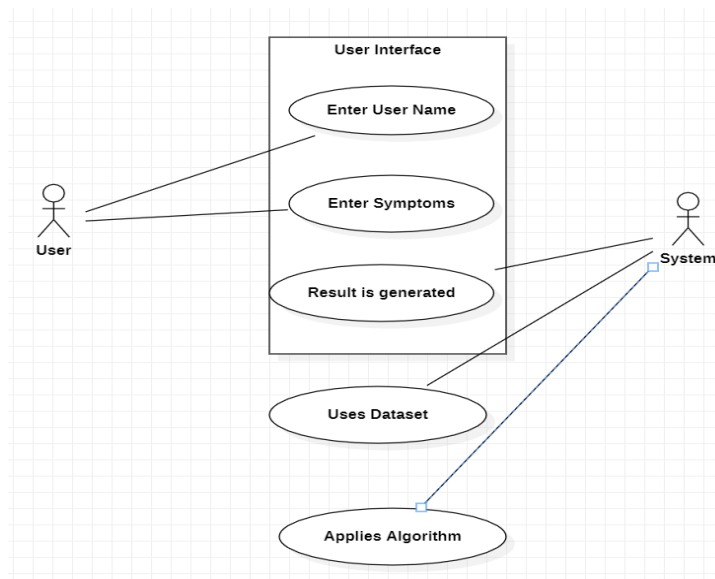 User Interface
Enter User Name
Enter Symptoms
User
System
Result is generated
Uses Dataset
Applies Algorithm